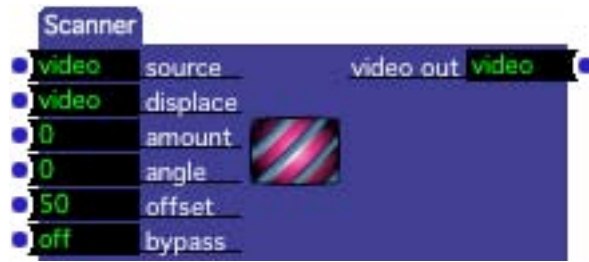 Scanner
video source video out video
video displace
0 amount
0 angle
50 offset
off bypass